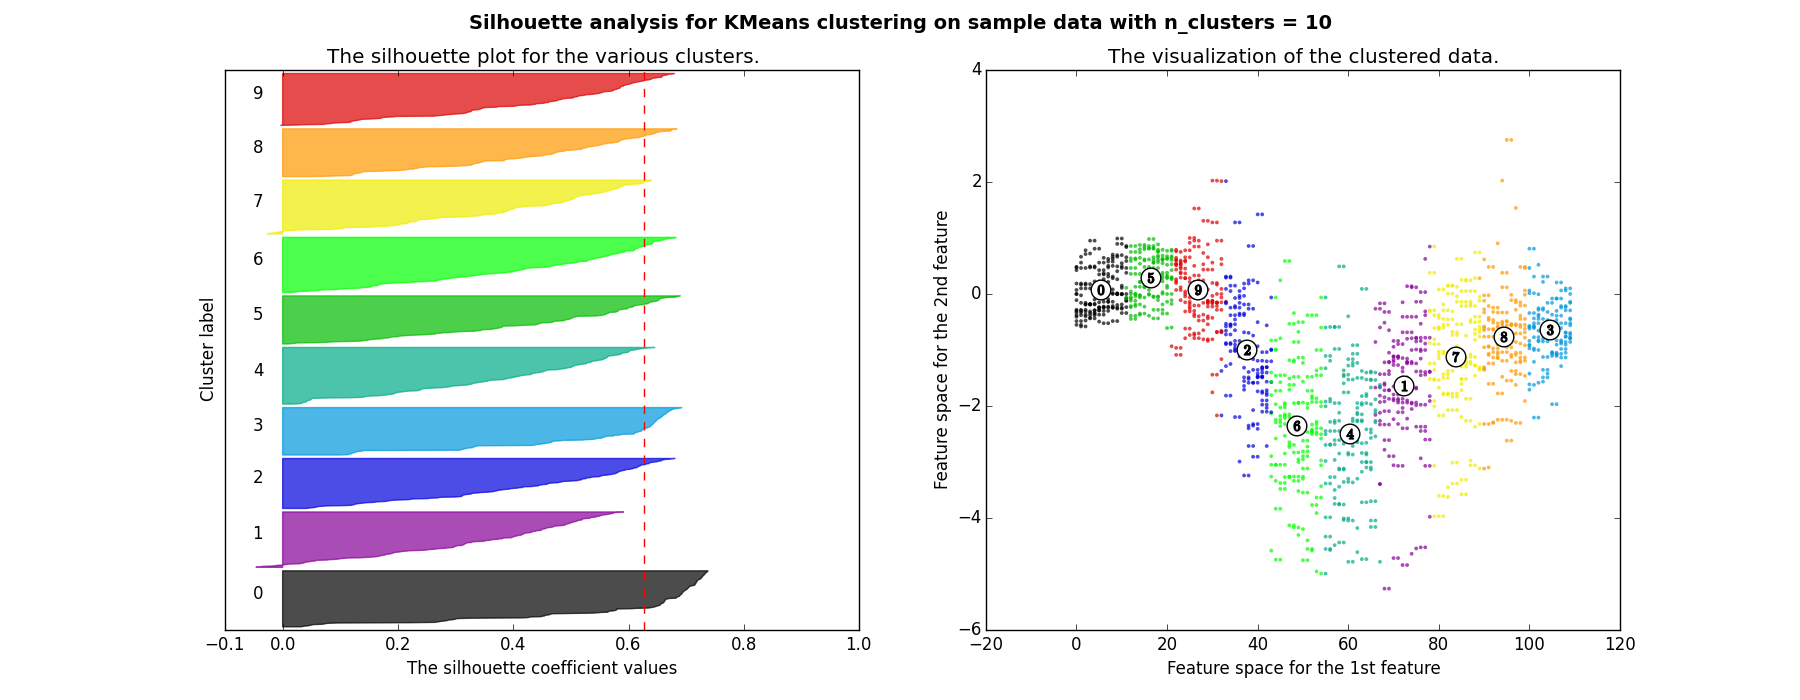 Silhouette analysis for KMeans clustering on sample data with n_clusters = 10
The silhouette plot for the various clusters.
9
8
7
6
5
4
3
2
1
0
Cluster label
−0.1 0.0 0.2 0.4 0.6 0.8 1.0
The silhouette coefficient values
The visualization of the clustered data.
4
2
0
−2
−4
−6
Feature space for the 2nd feature
0 5 9 2 6 4 1 7 8 3
−20 0 20 40 60 80 100 120
Feature space for the 1st feature